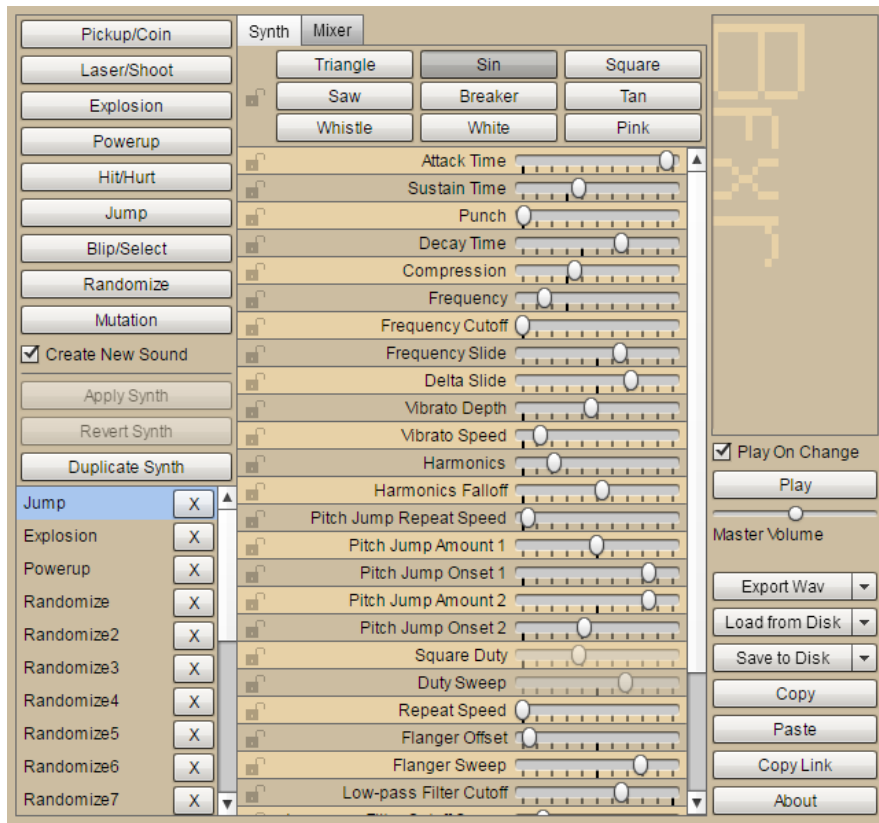 Pickup/Coin
Laser/Shoot
Explosion
Powerup
Hit/Hurt
Jump
Blip/Select
Randomize
Mutation
Create New Sound
Apply Synth
Revert Synth
Duplicate Synth
Jump X
Explosion X
Powerup X
Randomize X
Randomize2 X
Randomize3 X
Randomize4 X
Randomize5 X
Randomize6 X
Randomize7 X
Synth Mixer
Triangle Sin Square
Saw Breaker Tan
Whistle White Pink
Attack Time
Sustain Time
Punch
Decay Time
Compression
Frequency
Frequency Cutoff
Frequency Slide
Delta Slide
Vibrato Depth
Vibrato Speed
Harmonics
Harmonics Falloff
Pitch Jump Repeat Speed
Pitch Jump Amount 1
Pitch Jump Onset 1
Pitch Jump Amount 2
Pitch Jump Onset 2
Square Duty
Duty Sweep
Repeat Speed
Flanger Offset
Flanger Sweep
Low-pass Filter Cutoff
Bfxr
Play On Change
Play
Master Volume
Export Wav
Load from Disk
Save to Disk
Copy
Paste
Copy Link
About